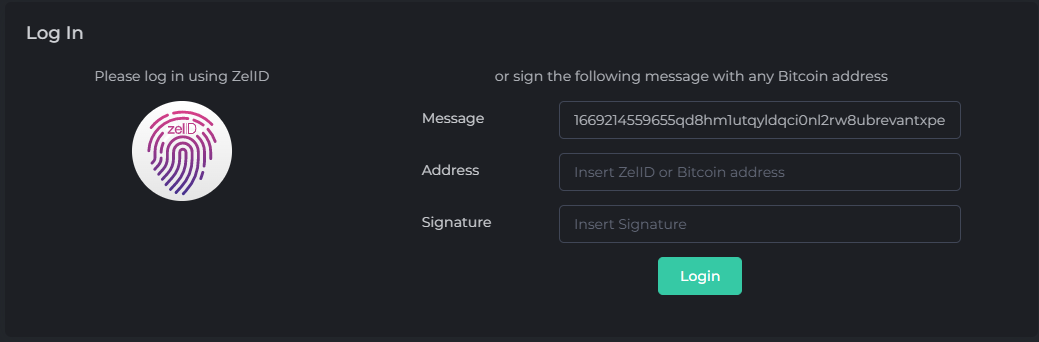 Log In
Please log in using ZelID
zelID
or sign the following message with any Bitcoin address
Message
1669214559655qd8hm1utqyldqci0nl2rw8ubrevantxpe
Address
Insert ZelID or Bitcoin address
Signature
Insert Signature
Login